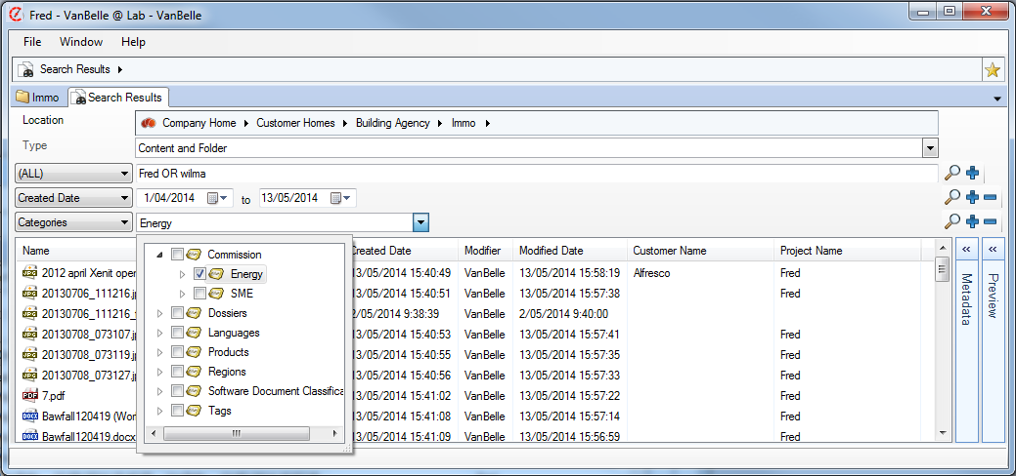 Fred - VanBelle @ Lab - VanBelle
File Window Help
Search Results
Immo Search Results
Location Company Home Customer Homes Building Agency Immo
Type Content and Folder
(ALL) Fred OR wilma
Created Date 1/04/2014 to 13/05/2014
Categories Energy
Name Created Date Modifier Modified Date Customer Name Project Name
2012 april Xenit oper 13/05/2014 15:40:49 VanBelle 13/05/2014 15:58:19 Alfresco Fred
20130706_111216.j 13/05/2014 15:40:51 VanBelle 13/05/2014 15:57:38 Fred
20130706_111216_ 2/05/2014 9:38:39 VanBelle 2/05/2014 9:40:00
20130708_073107.j 13/05/2014 15:40:53 VanBelle 13/05/2014 15:57:41 Fred
20130708_073119.j 13/05/2014 15:40:55 VanBelle 13/05/2014 15:57:35 Fred
20130708_073127.j 13/05/2014 15:40:56 VanBelle 13/05/2014 15:57:33 Fred
7.pdf 13/05/2014 15:41:02 VanBelle 13/05/2014 15:57:22 Fred
Bawfall120419 (Wor 13/05/2014 15:41:08 VanBelle 13/05/2014 15:57:14 Fred
Bawfall120419.docx 13/05/2014 15:41:09 VanBelle 13/05/2014 15:56:59 Fred
Commission
Energy
SME
Dossiers
Languages
Products
Regions
Software Document Classifica
Tags
Metadata
Preview